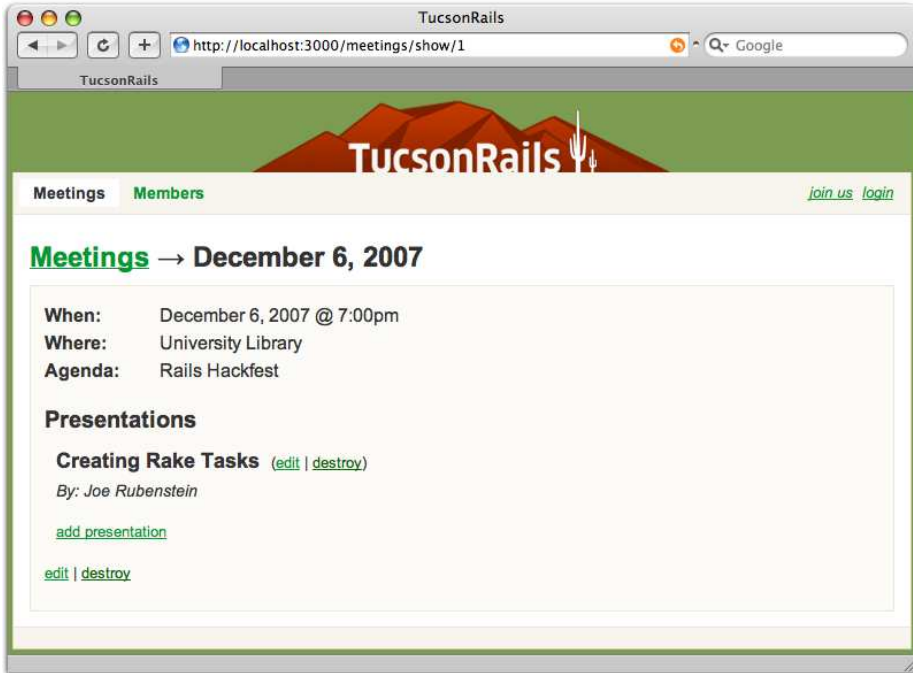 TucsonRails
http://localhost:3000/meetings/show/1
Google
TucsonRails
TucsonRails
Meetings Members join us login
Meetings → December 6, 2007
When: December 6, 2007 @ 7:00pm
Where: University Library
Agenda: Rails Hackfest
Presentations
Creating Rake Tasks (edit | destroy)
By: Joe Rubenstein
add presentation
edit | destroy